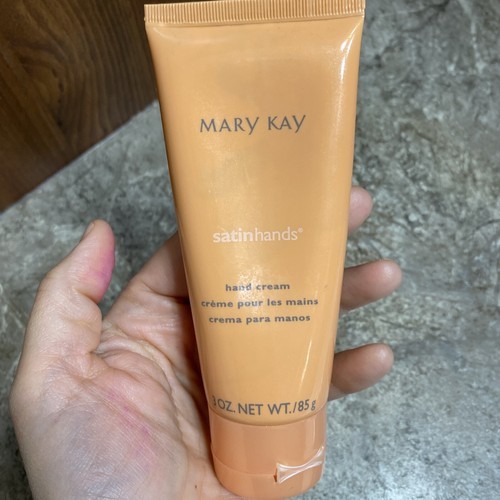 MARY KAY
satinhands®
hand cream
crème pour les mains
crema para manos
3 OZ. NET WT./85 g